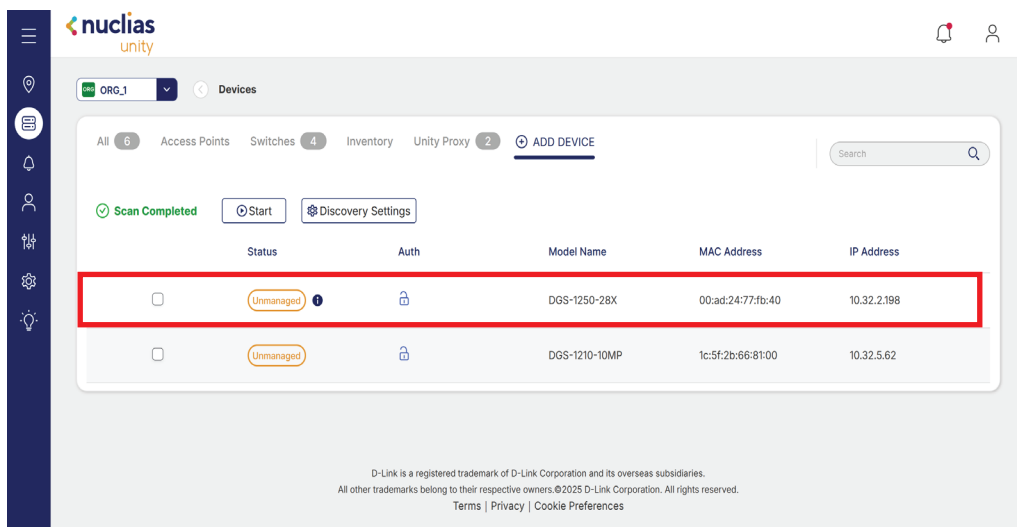 nuclias
unity
ORG ORG_1 Devices
All 6 Access Points Switches 4 Inventory Unity Proxy 2 ADD DEVICE Search
Scan Completed Start Discovery Settings
Status Auth Model Name MAC Address IP Address
Unmanaged DGS-1250-28X 00:ad:24:77:fb:40 10.32.2.198
Unmanaged DGS-1210-10MP 1c:5f:2b:66:81:00 10.32.5.62
D-Link is a registered trademark of D-Link Corporation and its overseas subsidiaries.
All other trademarks belong to their respective owners.©2025 D-Link Corporation. All rights reserved.
Terms | Privacy | Cookie Preferences